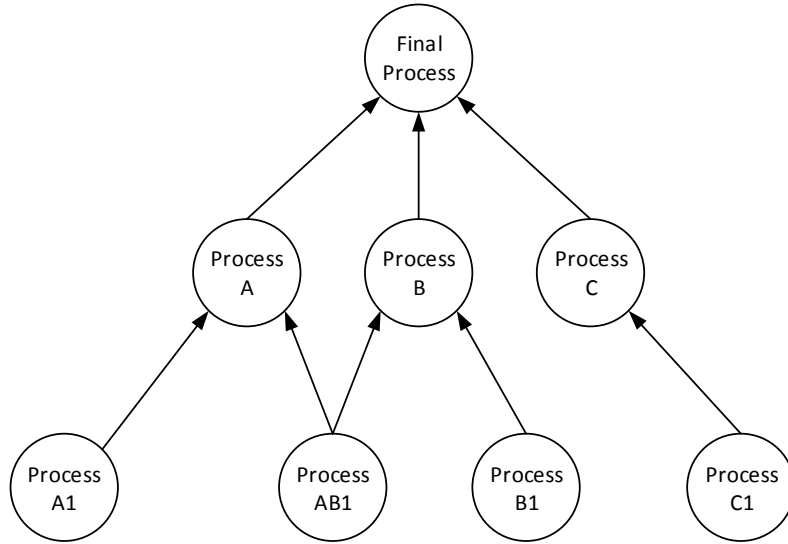 Final
Process
Process
A
Process
B
Process
C
Process
A1
Process
AB1
Process
B1
Process
C1